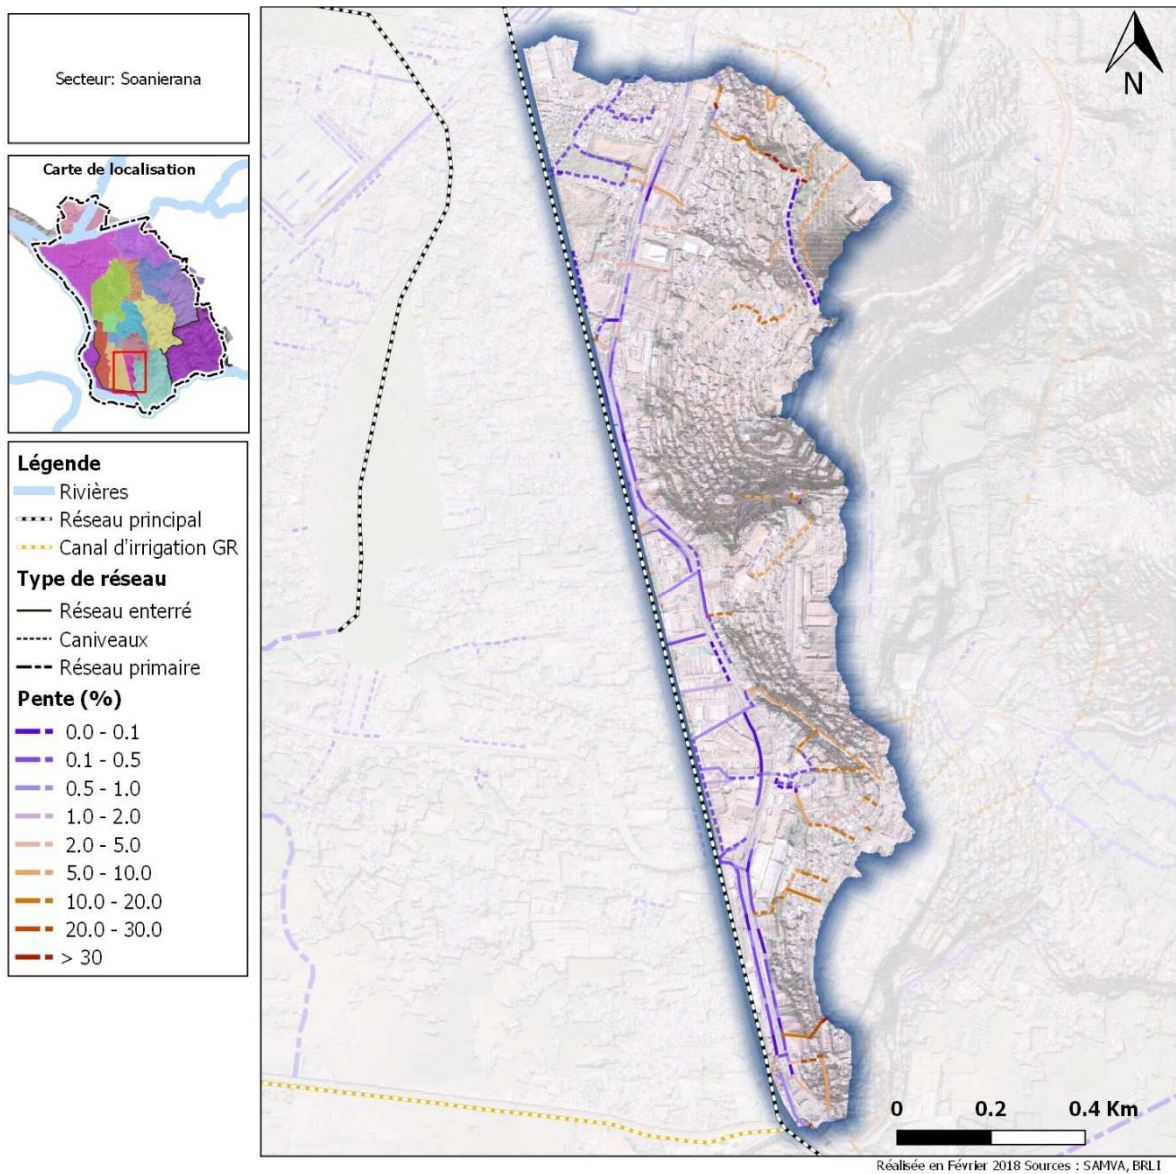 Secteur: Soanierana
Carte de localisation
Légende
Rivières
Réseau principal
Canal d'irrigation GR
Type de réseau
Réseau enterré
Caniveaux
Réseau primaire
Pente (%)
0.0 - 0.1
0.1 - 0.5
0.5 - 1.0
1.0 - 2.0
2.0 - 5.0
5.0 - 10.0
10.0 - 20.0
20.0 - 30.0
> 30
N
0 0.2 0.4 Km
Réalisée en Février 2018 Sources : SAMVA, BRLI